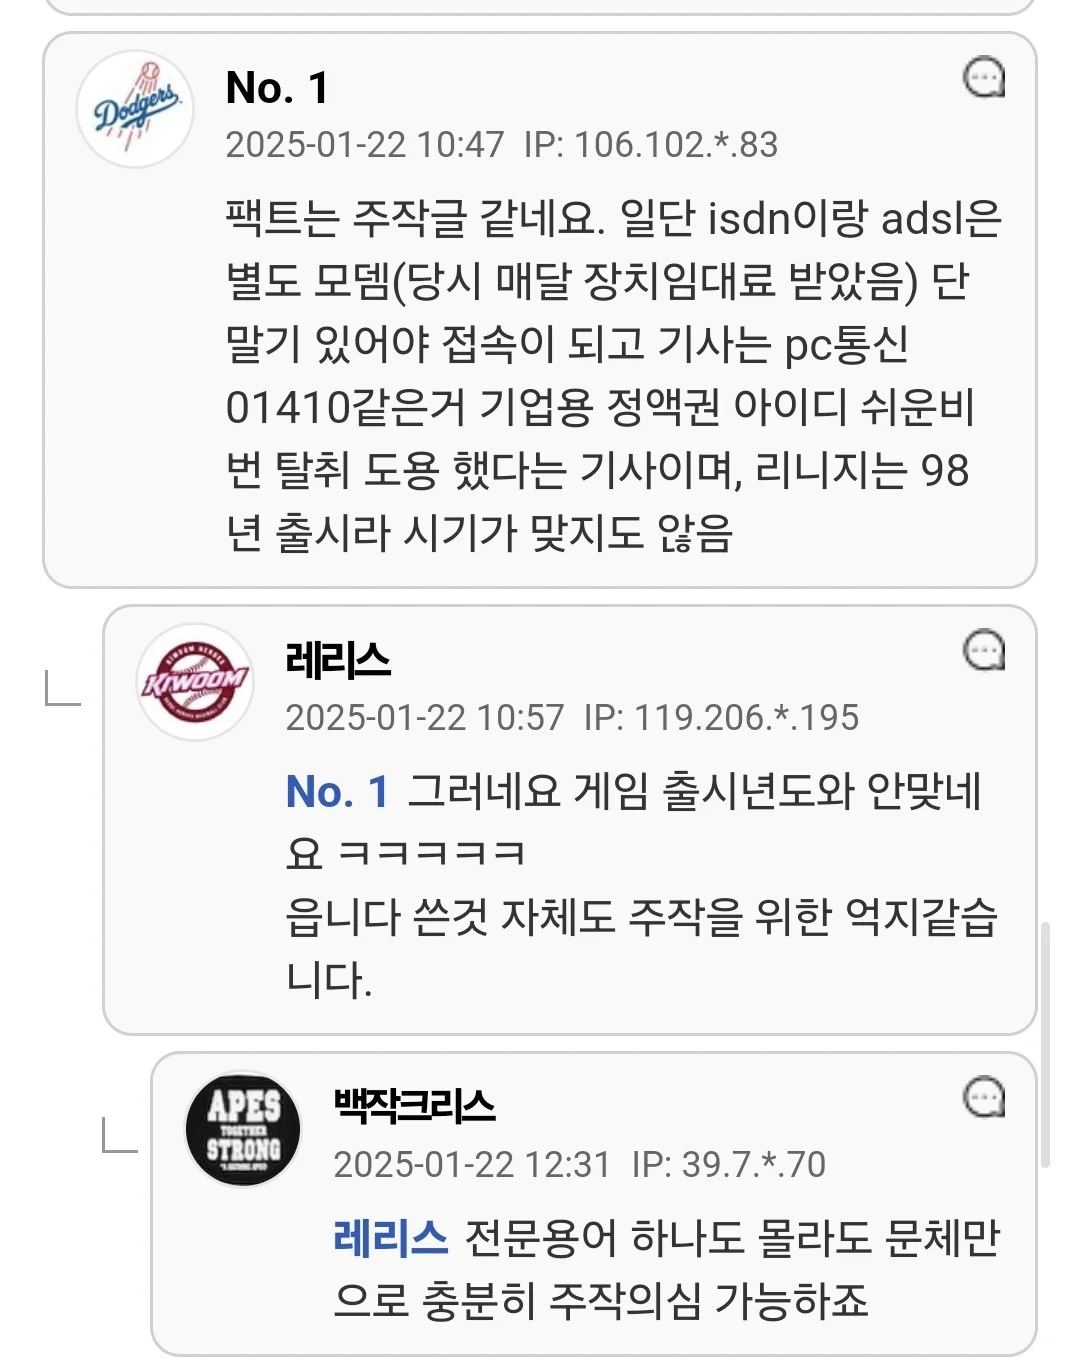 Dodgers
No. 1
2025-01-22 10:47 IP: 106.102.*.83
팩트는 주작글 같네요. 일단 isdn이랑 adsl은
별도 모뎀(당시 매달 장치임대료 받았음) 단
말기 있어야 접속이 되고 기사는 pc통신
01410같은거 기업용 정액권 아이디 쉬운비
번 탈취 도용 했다는 기사이며, 리니지는 98
년 출시라 시기가 맞지도 않음
KIWOOM HEROES
KIWOOM
레리스
2025-01-22 10:57 IP: 119.206.*.195
No. 1 그러네요 게임 출시년도와 안맞네
요 ㅋㅋㅋㅋㅋ
읍니다 쓴것 자체도 주작을 위한 억지같습
니다.
APES
TOGETHER
STRONG
백작크리스
2025-01-22 12:31 IP: 39.7.*.70
레리스 전문용어 하나도 몰라도 문체만
으로 충분히 주작의심 가능하죠